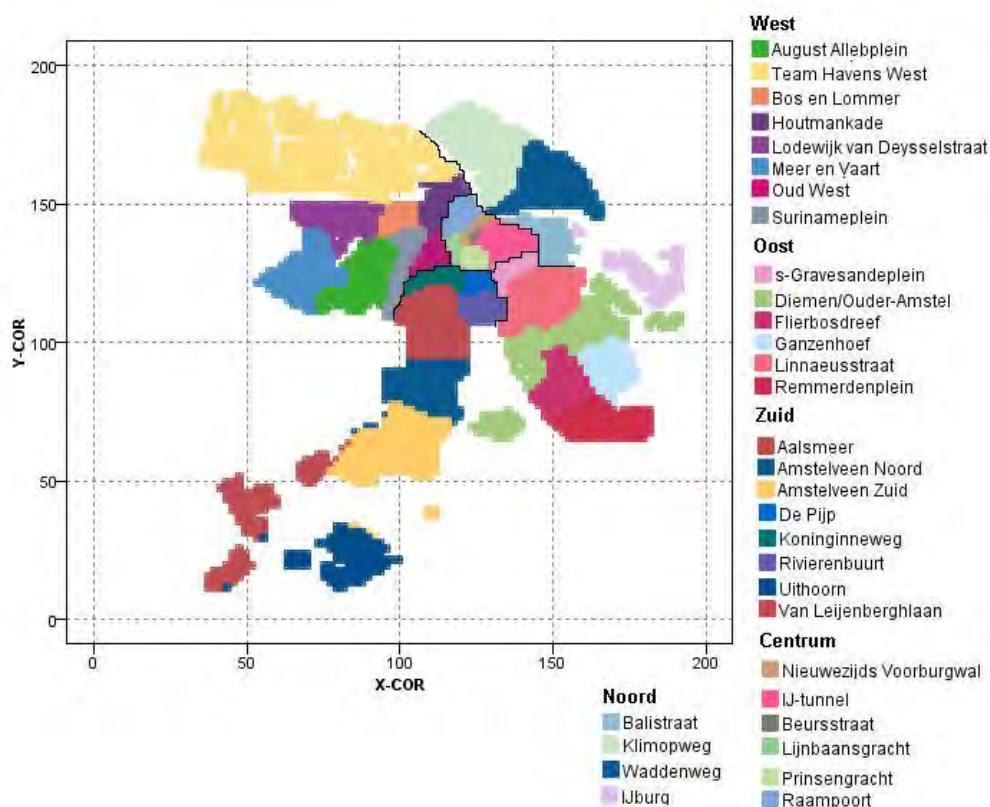 200
150
100
50
0
Y-COR
0
50
100
150
200
X-COR
West
August Allebplein
Team Havens West
Bos en Lommer
Houtmankade
Lodewijk van Deysselstraat
Meer en Vaart
Oud West
Surinameplein
Oost
s-Gravesandeplein
Diemen/Ouder-Amstel
Flierbosdreef
Ganzenhoef
Linnaeusstraat
Remmerdenplein
Zuid
Aalsmeer
Amstelveen Noord
Amstelveen Zuid
De Pijp
Koninginneweg
Rivierenbuurt
Uithoorn
Van Leijenberghlaan
Centrum
Nieuwezijds Voorburgwal
IJ-tunnel
Beursstraat
Lijnbaansgracht
Prinsengracht
Raampoort
Noord
Balistraat
Klimopweg
Waddenweg
IJburg